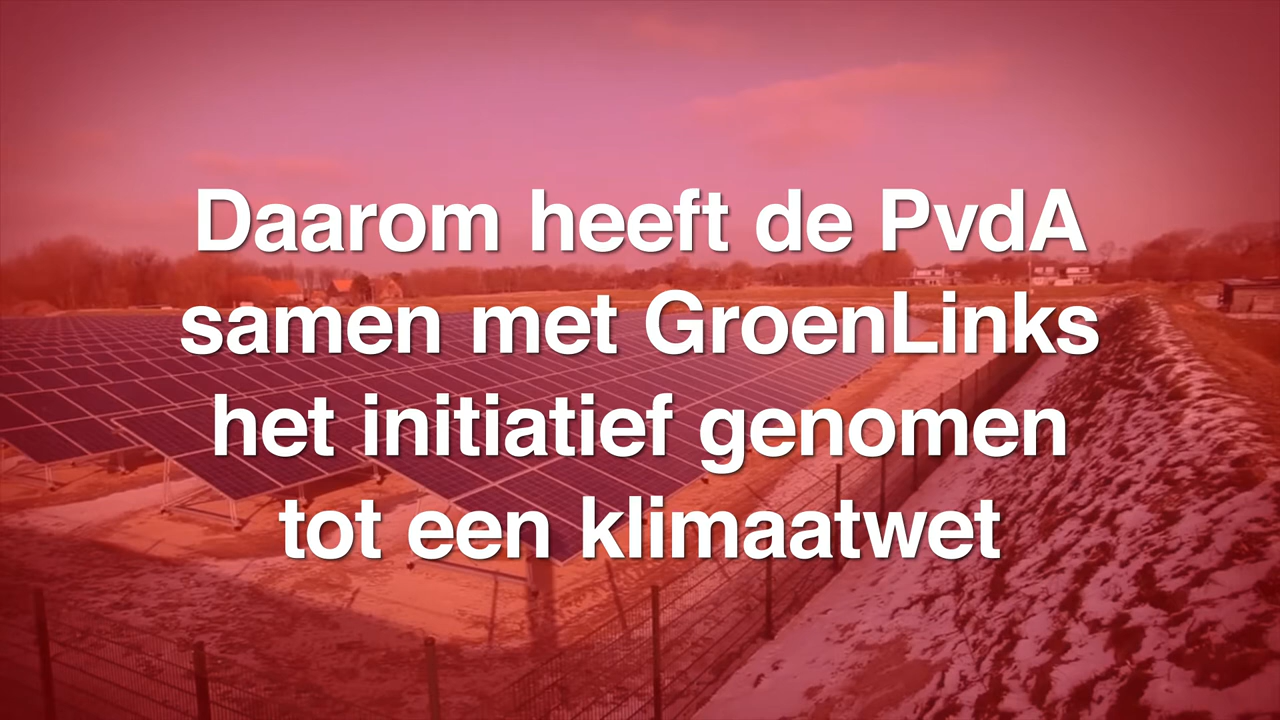 Daarom heeft de PvdA
samen met GroenLinks
het initiatief genomen
tot een klimaatwet